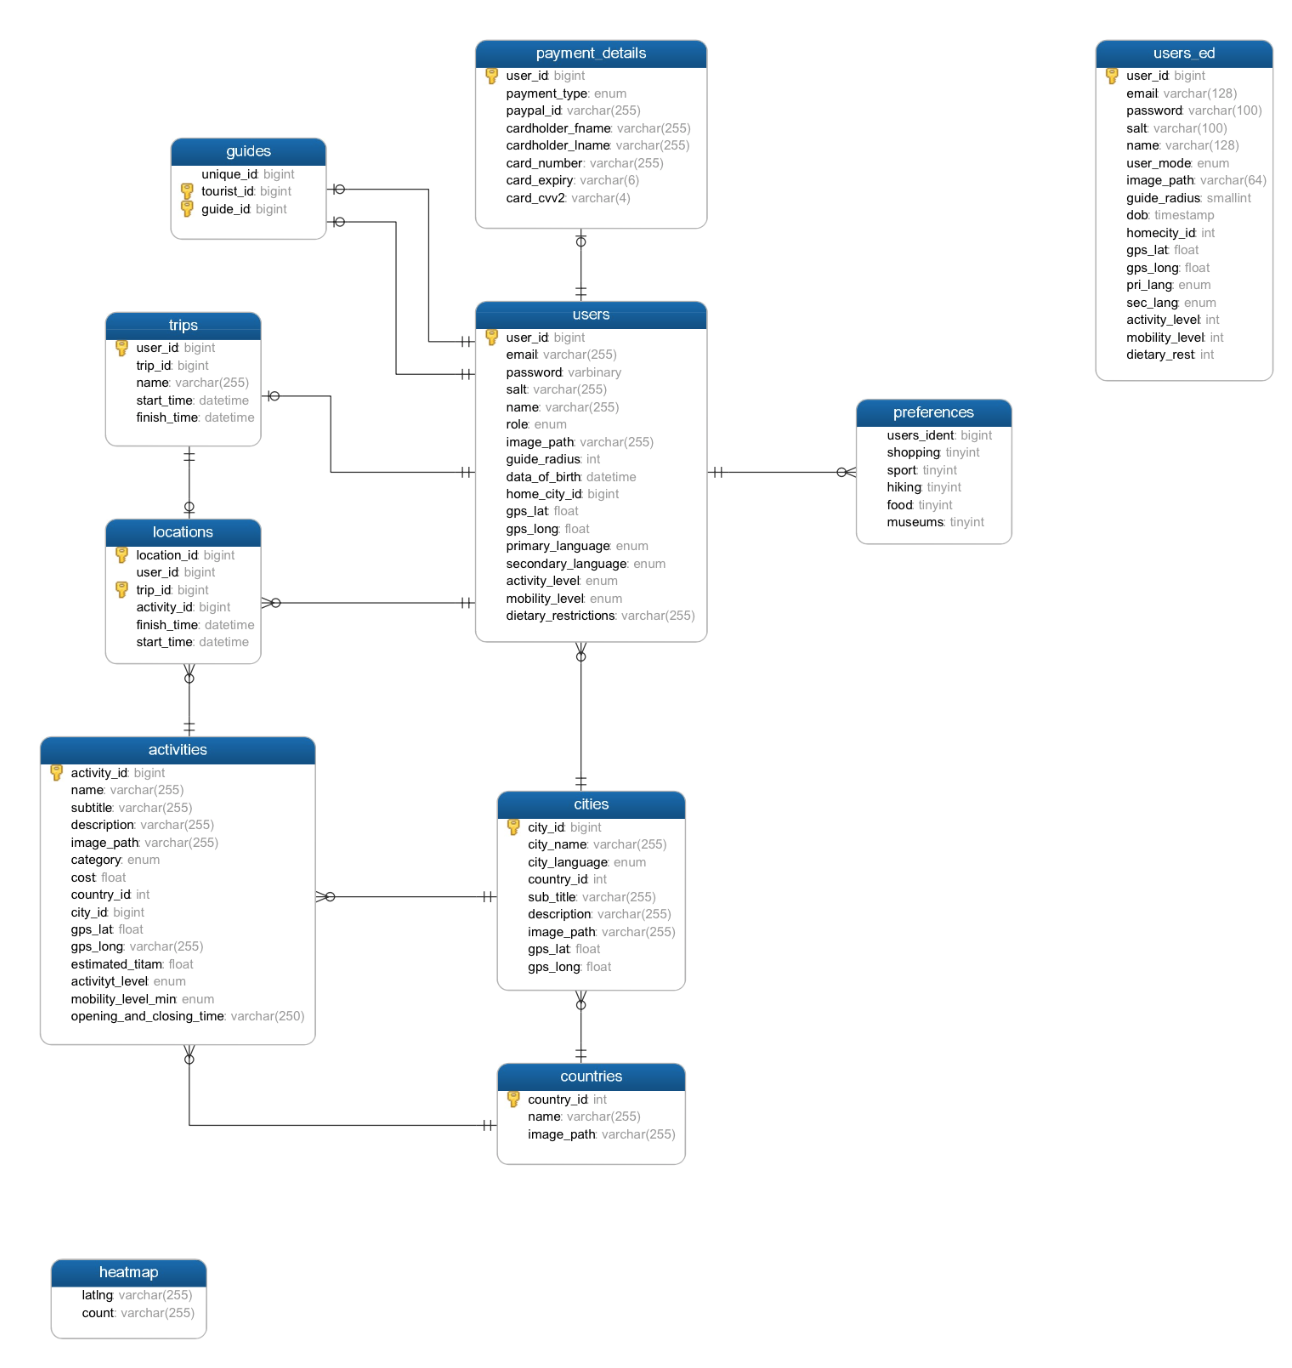 payment_details
user_id: bigint
payment_type: enum
paypal_id: varchar(255)
cardholder_fname: varchar(255)
cardholder_lname: varchar(255)
card_number: varchar(255)
card_expiry: varchar(6)
card_cvv2: varchar(4)
users_ed
user_id: bigint
email: varchar(128)
password: varchar(100)
salt: varchar(100)
name: varchar(128)
user_mode: enum
image_path: varchar(64)
guide_radius: smallint
dob: timestamp
homecity_id: int
gps_lat: float
gps_long: float
pri_lang: enum
sec_lang: enum
activity_level: int
mobility_level: int
dietary_rest: int
guides
unique_id: bigint
tourist_id: bigint
guide_id: bigint
trips
user_id: bigint
trip_id: bigint
name: varchar(255)
start_time: datetime
finish_time: datetime
users
user_id: bigint
email: varchar(255)
password: varbinary
salt: varchar(255)
name: varchar(255)
role: enum
image_path: varchar(255)
guide_radius: int
data_of_birth: datetime
home_city_id: bigint
gps_lat: float
gps_long: float
primary_language: enum
secondary_language: enum
activity_level: enum
mobility_level: enum
dietary_restrictions: varchar(255)
preferences
users_ident: bigint
shopping: tinyint
sport: tinyint
hiking: tinyint
food: tinyint
museums: tinyint
locations
location_id: bigint
user_id: bigint
trip_id: bigint
activity_id: bigint
finish_time: datetime
start_time: datetime
activities
activity_id: bigint
name: varchar(255)
subtitle: varchar(255)
description: varchar(255)
image_path: varchar(255)
category: enum
cost: float
country_id: int
city_id: bigint
gps_lat: float
gps_long: varchar(255)
estimated_titam: float
activityt_level: enum
mobility_level_min: enum
opening_and_closing_time: varchar(250)
cities
city_id: bigint
city_name: varchar(255)
city_language: enum
country_id: int
sub_title: varchar(255)
description: varchar(255)
image_path: varchar(255)
gps_lat: float
gps_long: float
countries
country_id: int
name: varchar(255)
image_path: varchar(255)
heatmap
latlng: varchar(255)
count: varchar(255)